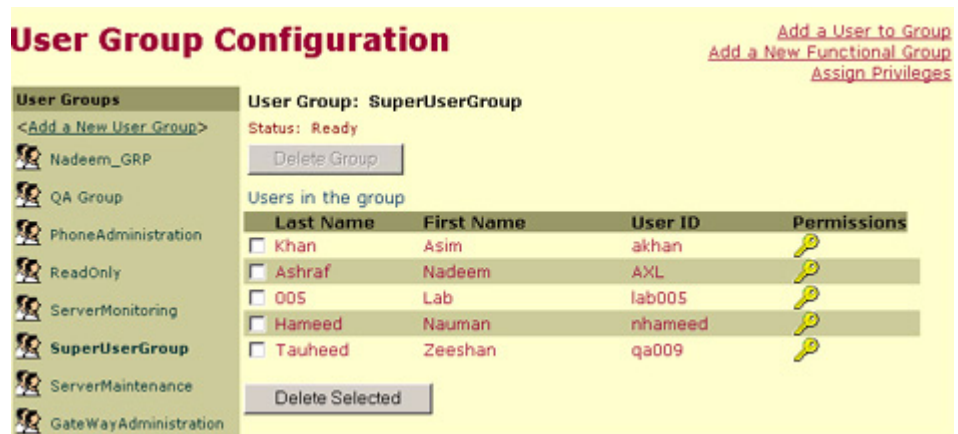 User Group Configuration
Add a User to Group
Add a New Functional Group
Assign Privileges
User Groups
<Add a New User Group>
Nadeem_GRP
QA Group
PhoneAdministration
ReadOnly
ServerMonitoring
SuperUserGroup
ServerMaintenance
GateWayAdministration
User Group: SuperUserGroup
Status: Ready
Delete Group
Users in the group
Last Name First Name User ID Permissions
Khan Asim akhan
Ashraf Nadeem AXL
005 Lab lab005
Hameed Nauman nhameed
Tauheed Zeeshan qa009
Delete Selected